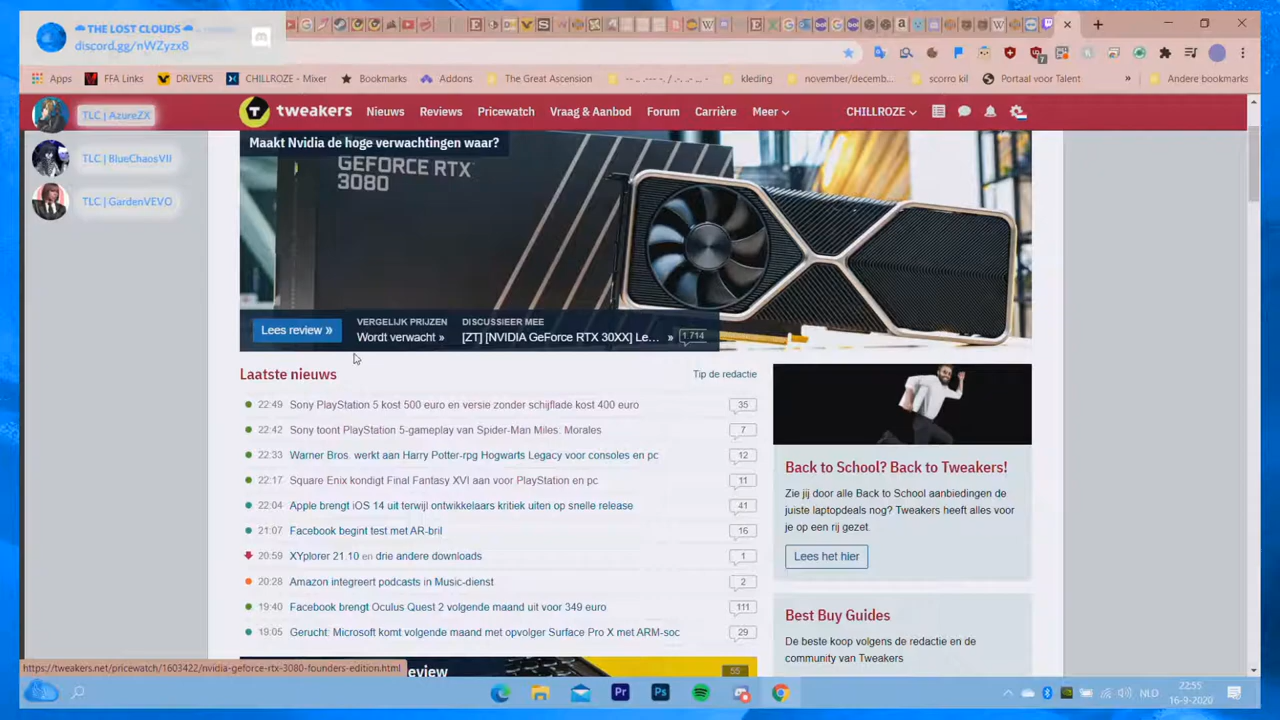 THE LOST CLOUDS
discord.gg/nWZyzx8
7
Apps
FFA Links
DRIVERS
CHILLROZE - Mixer
Bookmarks
Addons
The Great Ascension
-- .. -.. / .- .. -.-
kleding
november/decemb...
scorro kil
Portaal voor Talent
»
Andere bookmarks
TLC | AzureZX
TLC | BlueChaosVII
TLC | GardenVEVO
tweakers
Nieuws
Reviews
Pricewatch
Vraag & Aanbod
Forum
Carrière
Meer
CHILLROZE
Maakt Nvidia de hoge verwachtingen waar?
GEFORCE RTX
3080
Lees review »
VERGELIJK PRIJZEN
Wordt verwacht »
DISCUSSIEER MEE
[ZT] [NVIDIA GeForce RTX 30XX] Le... »
1.714
Laatste nieuws
Tip de redactie
22:49 Sony PlayStation 5 kost 500 euro en versie zonder schijflade kost 400 euro 35
22:42 Sony toont PlayStation 5-gameplay van Spider-Man Miles: Morales 7
22:33 Warner Bros. werkt aan Harry Potter-rpg Hogwarts Legacy voor consoles en pc 12
22:17 Square Enix kondigt Final Fantasy XVI aan voor PlayStation en pc 11
22:04 Apple brengt iOS 14 uit terwijl ontwikkelaars kritiek uiten op snelle release 41
21:07 Facebook begint test met AR-bril 16
20:59 XYplorer 21.10 en drie andere downloads 1
20:28 Amazon integreert podcasts in Music-dienst 2
19:40 Facebook brengt Oculus Quest 2 volgende maand uit voor 349 euro 111
19:05 Gerucht: Microsoft komt volgende maand met opvolger Surface Pro X met ARM-soc 29
Back to School? Back to Tweakers!
Zie jij door alle Back to School aanbiedingen de
juiste laptopdeals nog? Tweakers heeft alles voor
je op een rij gezet.
Lees het hier
Best Buy Guides
De beste koop volgens de redactie en de
community van Tweakers
eview
55
https://tweakers.net/pricewatch/1603422/nvidia-geforce-rtx-3080-founders-edition.html
Pr
Ps
NLD
22:55
16-9-2020